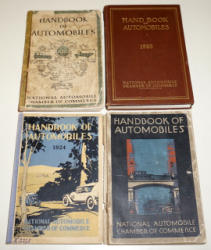 HANDBOOK
OF
AUTOMOBILES
NATIONAL AUTOMOBILE
CHAMBER OF COMMERCE
HAND BOOK
OF
AUTOMOBILES
NATIONAL AUTOMOBILE
CHAMBER OF COMMERCE
HANDBOOK OF
AUTOMOBILES
1924
NATIONAL AUTOMOBILE
CHAMBER OF COMMERCE
HANDBOOK OF
AUTOMOBILES
NATIONAL AUTOMOBILE
CHAMBER OF COMMERCE